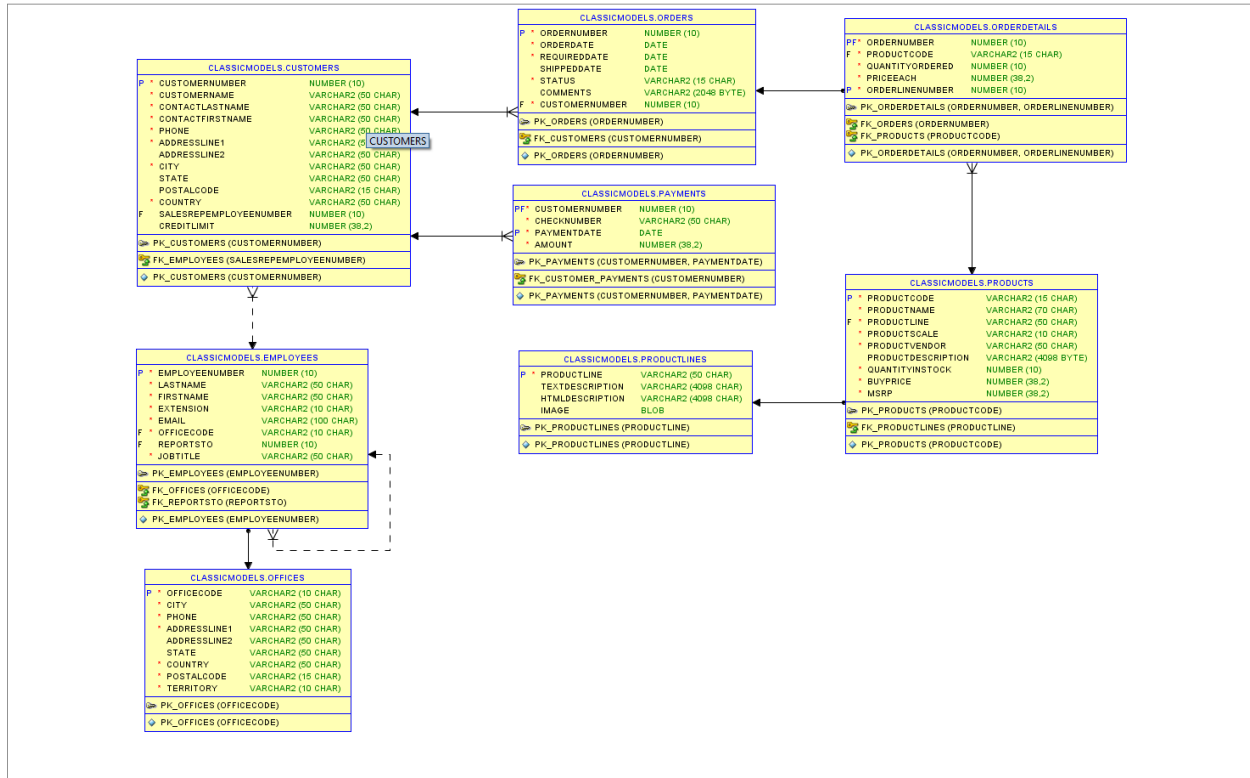 CLASSICMODELS.CUSTOMERS
P * CUSTOMERNUMBER NUMBER (10)
* CUSTOMERNAME VARCHAR2 (50 CHAR)
* CONTACTLASTNAME VARCHAR2 (50 CHAR)
* CONTACTFIRSTNAME VARCHAR2 (50 CHAR)
* PHONE VARCHAR2 (50 CHAR)
* ADDRESSLINE1 VARCHAR2 (5
CUSTOMERS
ADDRESSLINE2 VARCHAR2 (50 CHAR)
* CITY VARCHAR2 (50 CHAR)
STATE VARCHAR2 (50 CHAR)
POSTALCODE VARCHAR2 (15 CHAR)
* COUNTRY VARCHAR2 (50 CHAR)
F SALESREPEMPLOYEENUMBER NUMBER (10)
CREDITLIMIT NUMBER (38,2)
PK_CUSTOMERS (CUSTOMERNUMBER)
FK_EMPLOYEES (SALESREPEMPLOYEENUMBER)
PK_CUSTOMERS (CUSTOMERNUMBER)
CLASSICMODELS.ORDERS
P * ORDERNUMBER NUMBER (10)
* ORDERDATE DATE
* REQUIREDDATE DATE
SHIPPEDDATE DATE
* STATUS VARCHAR2 (15 CHAR)
COMMENTS VARCHAR2 (2048 BYTE)
F * CUSTOMERNUMBER NUMBER (10)
PK_ORDERS (ORDERNUMBER)
FK_CUSTOMERS (CUSTOMERNUMBER)
PK_ORDERS (ORDERNUMBER)
CLASSICMODELS.ORDERDETAILS
PF* ORDERNUMBER NUMBER (10)
F * PRODUCTCODE VARCHAR2 (15 CHAR)
* QUANTITYORDERED NUMBER (10)
* PRICEEACH NUMBER (38,2)
P * ORDERLINENUMBER NUMBER (10)
PK_ORDERDETAILS (ORDERNUMBER, ORDERLINENUMBER)
FK_ORDERS (ORDERNUMBER)
FK_PRODUCTS (PRODUCTCODE)
PK_ORDERDETAILS (ORDERNUMBER, ORDERLINENUMBER)
CLASSICMODELS.PAYMENTS
PF* CUSTOMERNUMBER NUMBER (10)
* CHECKNUMBER VARCHAR2 (50 CHAR)
P * PAYMENTDATE DATE
* AMOUNT NUMBER (38,2)
PK_PAYMENTS (CUSTOMERNUMBER, PAYMENTDATE)
FK_CUSTOMER_PAYMENTS (CUSTOMERNUMBER)
PK_PAYMENTS (CUSTOMERNUMBER, PAYMENTDATE)
CLASSICMODELS.PRODUCTS
P * PRODUCTCODE VARCHAR2 (15 CHAR)
* PRODUCTNAME VARCHAR2 (70 CHAR)
F * PRODUCTLINE VARCHAR2 (50 CHAR)
* PRODUCTSCALE VARCHAR2 (10 CHAR)
* PRODUCTVENDOR VARCHAR2 (50 CHAR)
PRODUCTDESCRIPTION VARCHAR2 (4098 BYTE)
* QUANTITYINSTOCK NUMBER (10)
* BUYPRICE NUMBER (38,2)
* MSRP NUMBER (38,2)
PK_PRODUCTS (PRODUCTCODE)
FK_PRODUCTLINES (PRODUCTLINE)
PK_PRODUCTS (PRODUCTCODE)
CLASSICMODELS.EMPLOYEES
P * EMPLOYEENUMBER NUMBER (10)
* LASTNAME VARCHAR2 (50 CHAR)
* FIRSTNAME VARCHAR2 (50 CHAR)
* EXTENSION VARCHAR2 (10 CHAR)
* EMAIL VARCHAR2 (100 CHAR)
F * OFFICECODE VARCHAR2 (10 CHAR)
F REPORTSTO NUMBER (10)
* JOBTITLE VARCHAR2 (50 CHAR)
PK_EMPLOYEES (EMPLOYEENUMBER)
FK_OFFICES (OFFICECODE)
FK_REPORTSTO (REPORTSTO)
PK_EMPLOYEES (EMPLOYEENUMBER)
CLASSICMODELS.PRODUCTLINES
P * PRODUCTLINE VARCHAR2 (50 CHAR)
TEXTDESCRIPTION VARCHAR2 (4098 CHAR)
HTMLDESCRIPTION VARCHAR2 (4098 CHAR)
IMAGE BLOB
PK_PRODUCTLINES (PRODUCTLINE)
PK_PRODUCTLINES (PRODUCTLINE)
CLASSICMODELS.OFFICES
P * OFFICECODE VARCHAR2 (10 CHAR)
* CITY VARCHAR2 (50 CHAR)
* PHONE VARCHAR2 (50 CHAR)
* ADDRESSLINE1 VARCHAR2 (50 CHAR)
ADDRESSLINE2 VARCHAR2 (50 CHAR)
STATE VARCHAR2 (50 CHAR)
* COUNTRY VARCHAR2 (50 CHAR)
* POSTALCODE VARCHAR2 (15 CHAR)
* TERRITORY VARCHAR2 (10 CHAR)
PK_OFFICES (OFFICECODE)
PK_OFFICES (OFFICECODE)